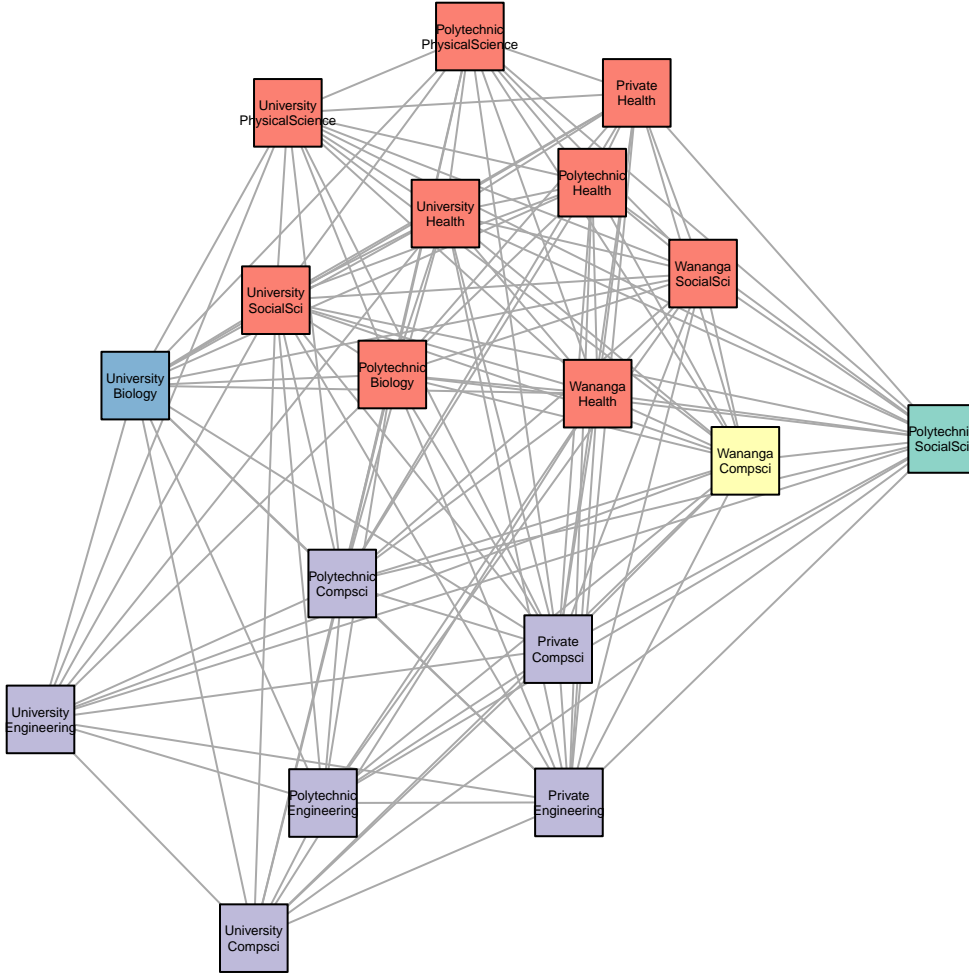 Polytechnic
PhysicalScience
Private
Health
University
PhysicalScience
Polytechnic
Health
University
Health
Wananga
SocialSci
University
SocialSci
University
Biology
Polytechnic
Biology
Wananga
Health
Polytechnic
SocialSci
Wananga
Compsci
Polytechnic
Compsci
Private
Compsci
University
Engineering
Polytechnic
Engineering
Private
Engineering
University
Compsci